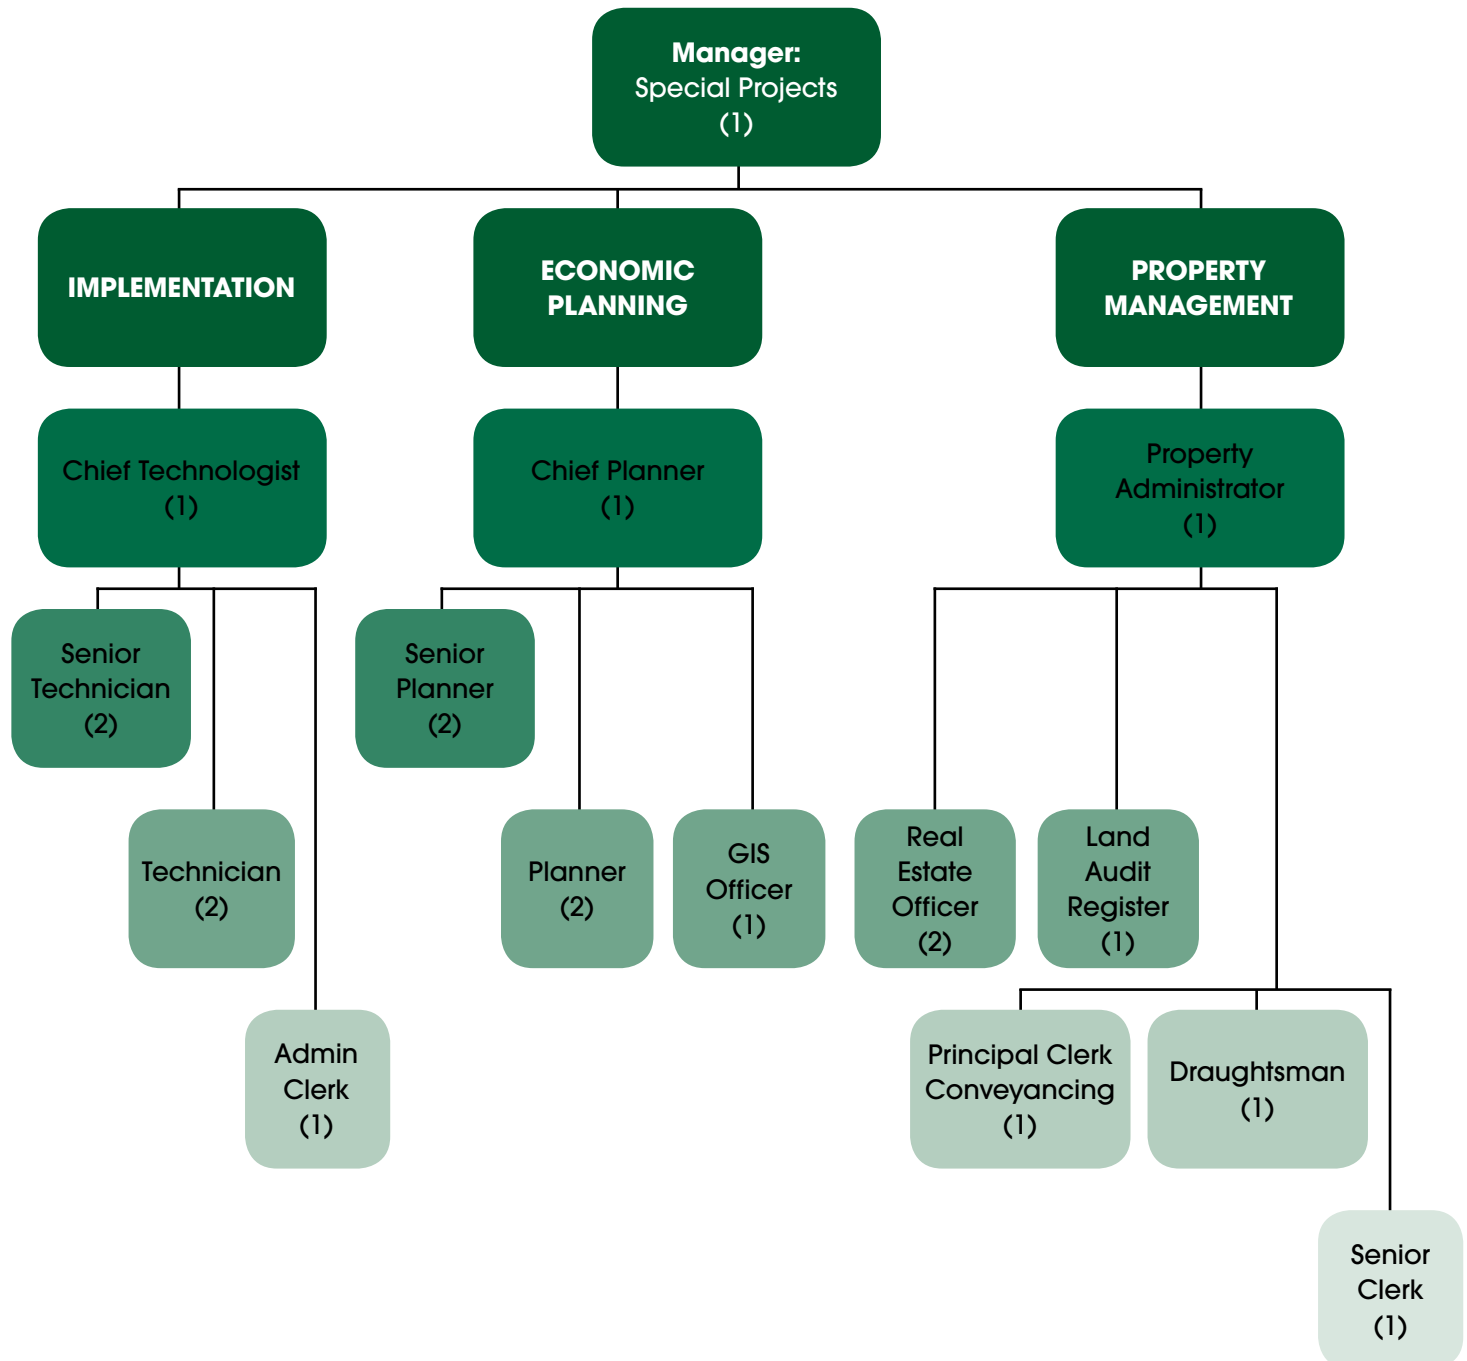 Manager:
Special Projects
(1)
IMPLEMENTATION
ECONOMIC
PLANNING
PROPERTY
MANAGEMENT
Chief Technologist
(1)
Chief Planner
(1)
Property
Administrator
(1)
Senior
Technician
(2)
Senior
Planner
(2)
Technician
(2)
Planner
(2)
GIS
Officer
(1)
Real
Estate
Officer
(2)
Land
Audit
Register
(1)
Admin
Clerk
(1)
Principal Clerk
Conveyancing
(1)
Draughtsman
(1)
Senior
Clerk
(1)